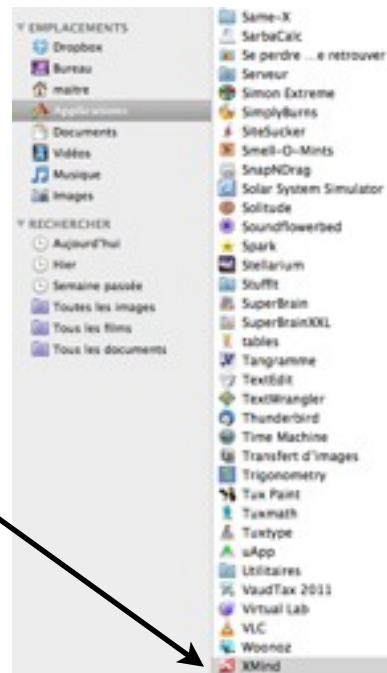 EMPLACEMENTS
Dropbox
Bureau
maitre
Applications
Documents
Vidéos
Musique
Images
RECHERCHER
Aujourd'hui
Hier
Semaine passée
Toutes les images
Tous les films
Tous les documents
Same-X
SarbaCalc
Se perdre ...e retrouver
Serveur
Simon Extreme
SimplyBurns
SiteSucker
Smell-O-Mints
SnapNDrag
Solar System Simulator
Solitude
Soundflowerbed
Spark
Stellarium
StuffIt
SuperBrain
SuperBrainXXL
tables
Tangramme
TextEdit
TextWrangler
Thunderbird
Time Machine
Transfert d'images
Trigonometry
Tux Paint
Tuxmath
Tuxtype
uApp
Utilitaires
VaudTax 2011
Virtual Lab
VLC
Woonoz
XMind